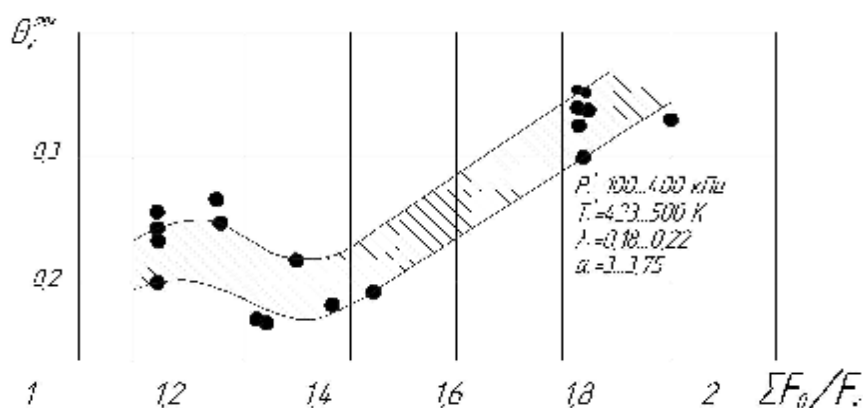 0,3
P 100...400 кПа
T =423...500 K
λ=0,18...0,22
α =3...3,75
0,2
1 1,2 1,4 1,6 1,8 2 ΣF₀/F